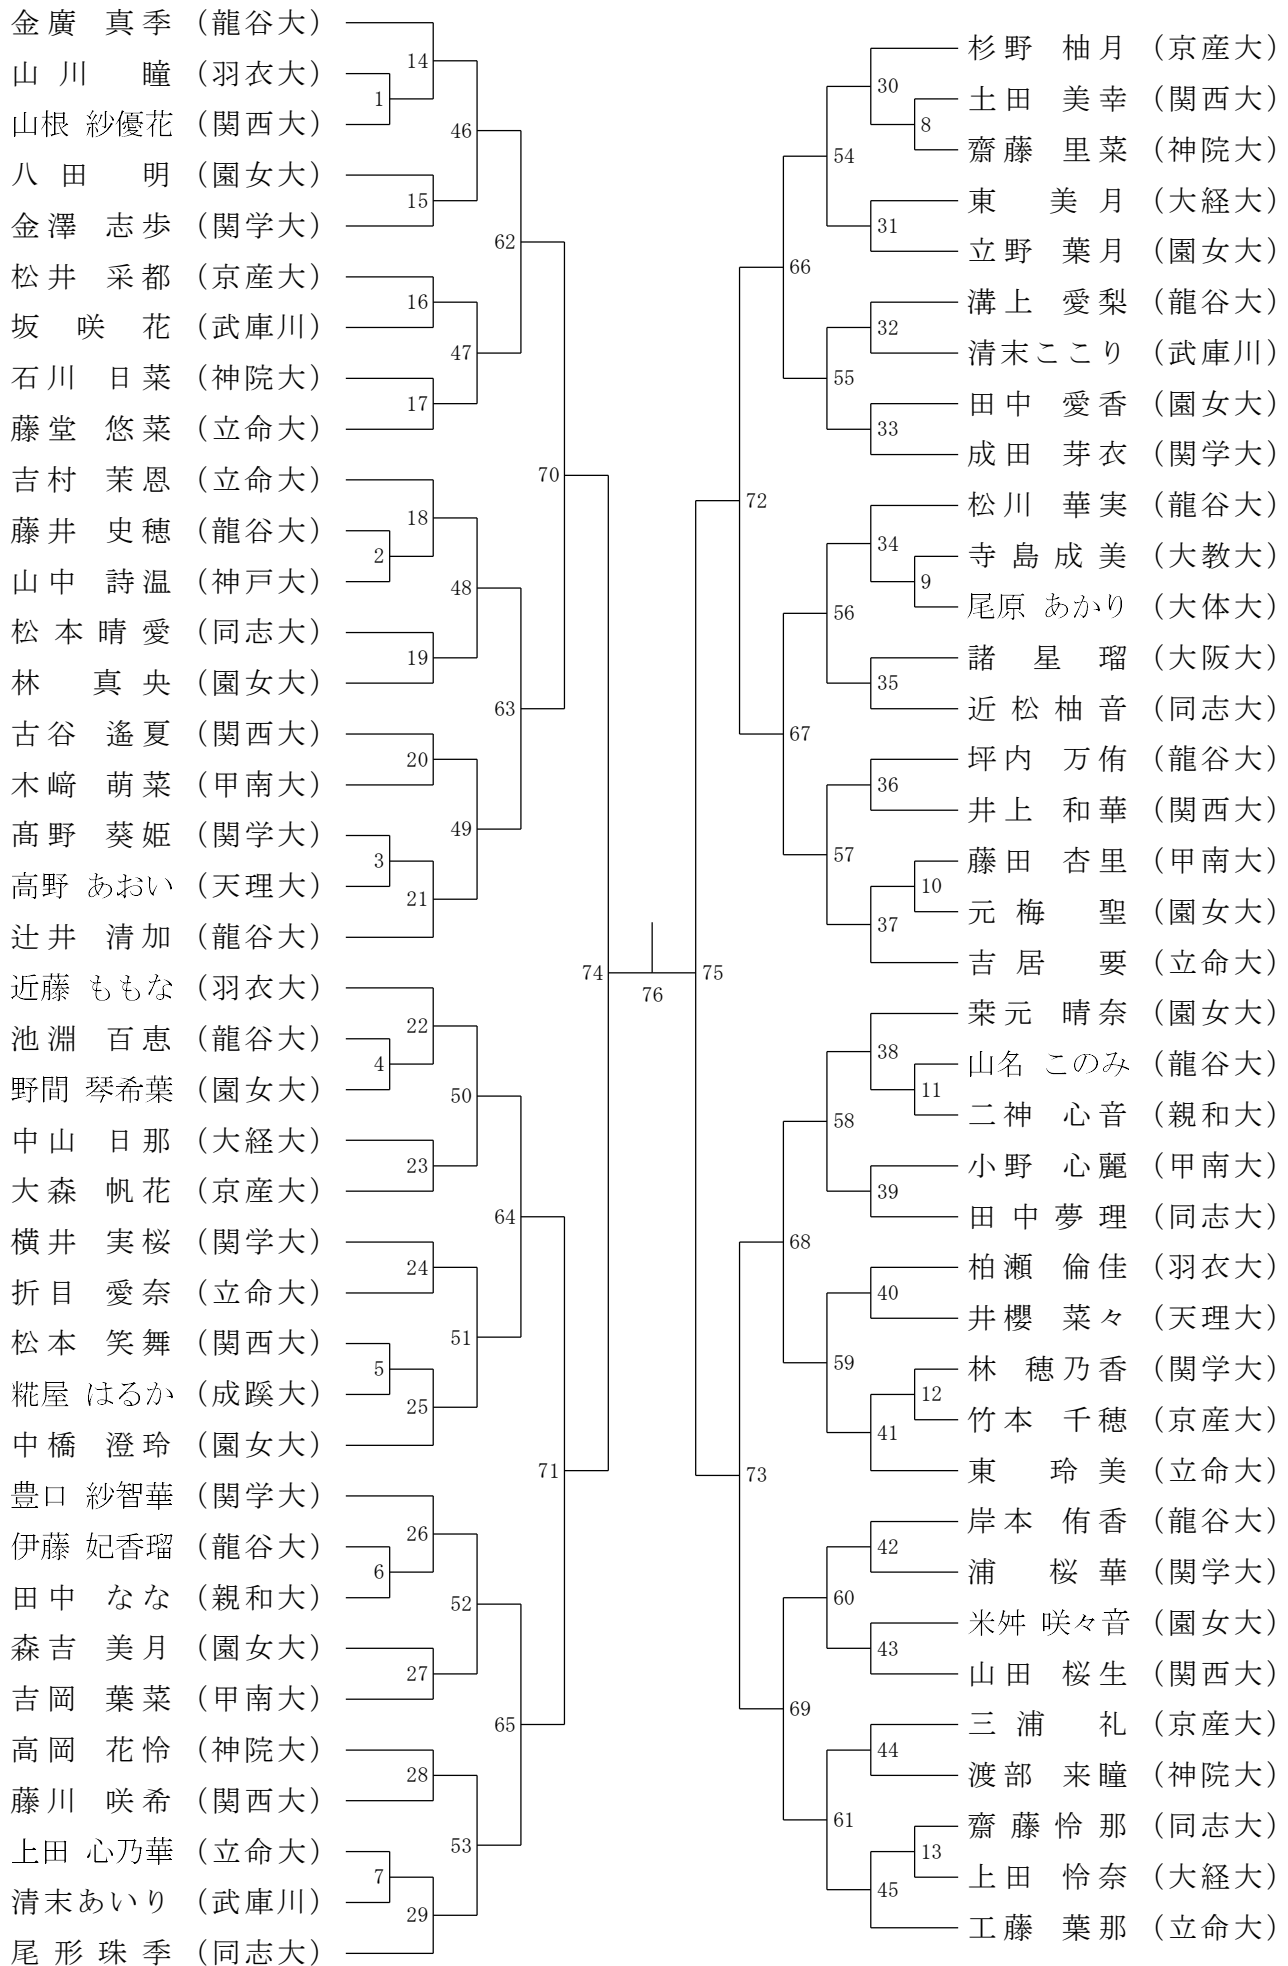 金廣 真季 (龍谷大)
山川 瞳 (羽衣大)
山根 紗優花 (関西大)
八田 明 (園女大)
金澤 志歩 (関学大)
松井 采都 (京産大)
坂 咲花 (武庫川)
石川 日菜 (神院大)
藤堂 悠菜 (立命大)
吉村 茉恩 (立命大)
藤井 史穂 (龍谷大)
山中 詩温 (神戸大)
松本晴愛 (同志大)
林 真央 (園女大)
古谷 遙夏 (関西大)
木﨑 萌菜 (甲南大)
髙野 葵姫 (関学大)
高野 あおい (天理大)
辻井 清加 (龍谷大)
近藤 ももな (羽衣大)
池淵 百恵 (龍谷大)
野間 琴希葉 (園女大)
中山 日那 (大経大)
大森 帆花 (京産大)
横井 実桜 (関学大)
折目 愛奈 (立命大)
松本 笑舞 (関西大)
糀屋 はるか (成蹊大)
中橋 澄玲 (園女大)
豊口 紗智華 (関学大)
伊藤 妃香瑠 (龍谷大)
田中 なな (親和大)
森吉 美月 (園女大)
吉岡 葉菜 (甲南大)
高岡 花怜 (神院大)
藤川 咲希 (関西大)
上田 心乃華 (立命大)
清末あいり (武庫川)
尾形珠季 (同志大)
1
2
3
4
5
6
7
14
15
16
17
18
19
20
21
22
23
24
25
26
27
28
29
46
47
48
49
50
51
52
53
62
63
64
65
70
71
74
76
75
72
73
66
67
68
69
54
55
56
57
58
59
60
61
30
31
32
33
34
35
36
37
38
39
40
41
42
43
44
45
8
9
10
11
12
13
杉野 柚月 (京産大)
土田 美幸 (関西大)
齋藤 里菜 (神院大)
東 美月 (大経大)
立野 葉月 (園女大)
溝上 愛梨 (龍谷大)
清末ここり (武庫川)
田中 愛香 (園女大)
成田 芽衣 (関学大)
松川 華実 (龍谷大)
寺島成美 (大教大)
尾原 あかり (大体大)
諸星 瑠 (大阪大)
近松柚音 (同志大)
坪内 万侑 (龍谷大)
井上 和華 (関西大)
藤田 杏里 (甲南大)
元梅 聖 (園女大)
吉居 要 (立命大)
桒元 晴奈 (園女大)
山名 このみ (龍谷大)
二神 心音 (親和大)
小野 心麗 (甲南大)
田中夢理 (同志大)
柏瀬 倫佳 (羽衣大)
井櫻 菜々 (天理大)
林 穂乃香 (関学大)
竹本 千穂 (京産大)
東 玲美 (立命大)
岸本 侑香 (龍谷大)
浦 桜華 (関学大)
米舛 咲々音 (園女大)
山田 桜生 (関西大)
三浦 礼 (京産大)
渡部 来瞳 (神院大)
齋藤怜那 (同志大)
上田 怜奈 (大経大)
工藤 葉那 (立命大)